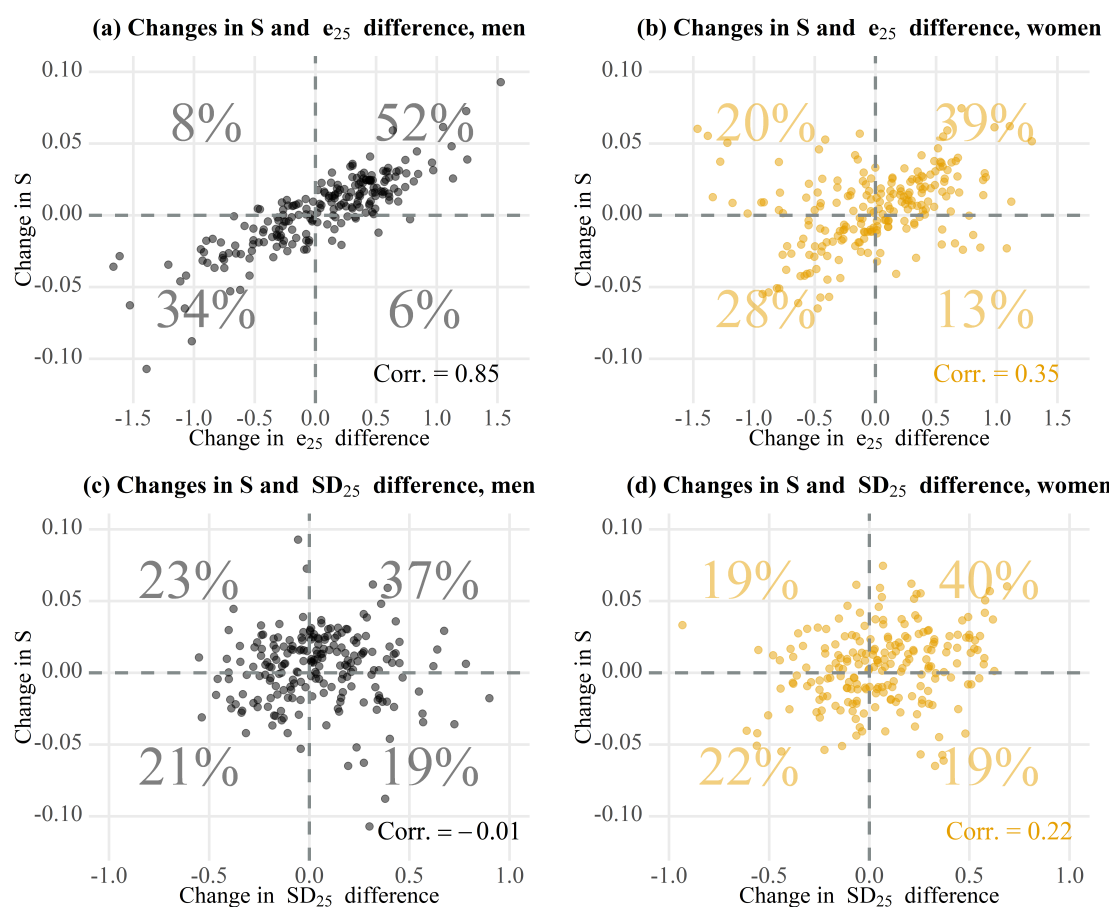 (a) Changes in S and e25 difference, men
(b) Changes in S and e25 difference, women
0.10
0.05
0.00
-0.05
-0.10
Change in S
8%
52%
34%
6%
Corr. = 0.85
-1.5 -1.0 -0.5 0.0 0.5 1.0 1.5
Change in e25 difference
0.10
0.05
0.00
-0.05
-0.10
Change in S
20%
39%
28%
13%
Corr. = 0.35
-1.5 -1.0 -0.5 0.0 0.5 1.0 1.5
Change in e25 difference
(c) Changes in S and SD25 difference, men
(d) Changes in S and SD25 difference, women
0.10
0.05
0.00
-0.05
-0.10
Change in S
23%
37%
21%
19%
Corr. = −0.01
-1.0 -0.5 0.0 0.5 1.0
Change in SD25 difference
0.10
0.05
0.00
-0.05
-0.10
Change in S
19%
40%
22%
19%
Corr. = 0.22
-1.0 -0.5 0.0 0.5 1.0
Change in SD25 difference